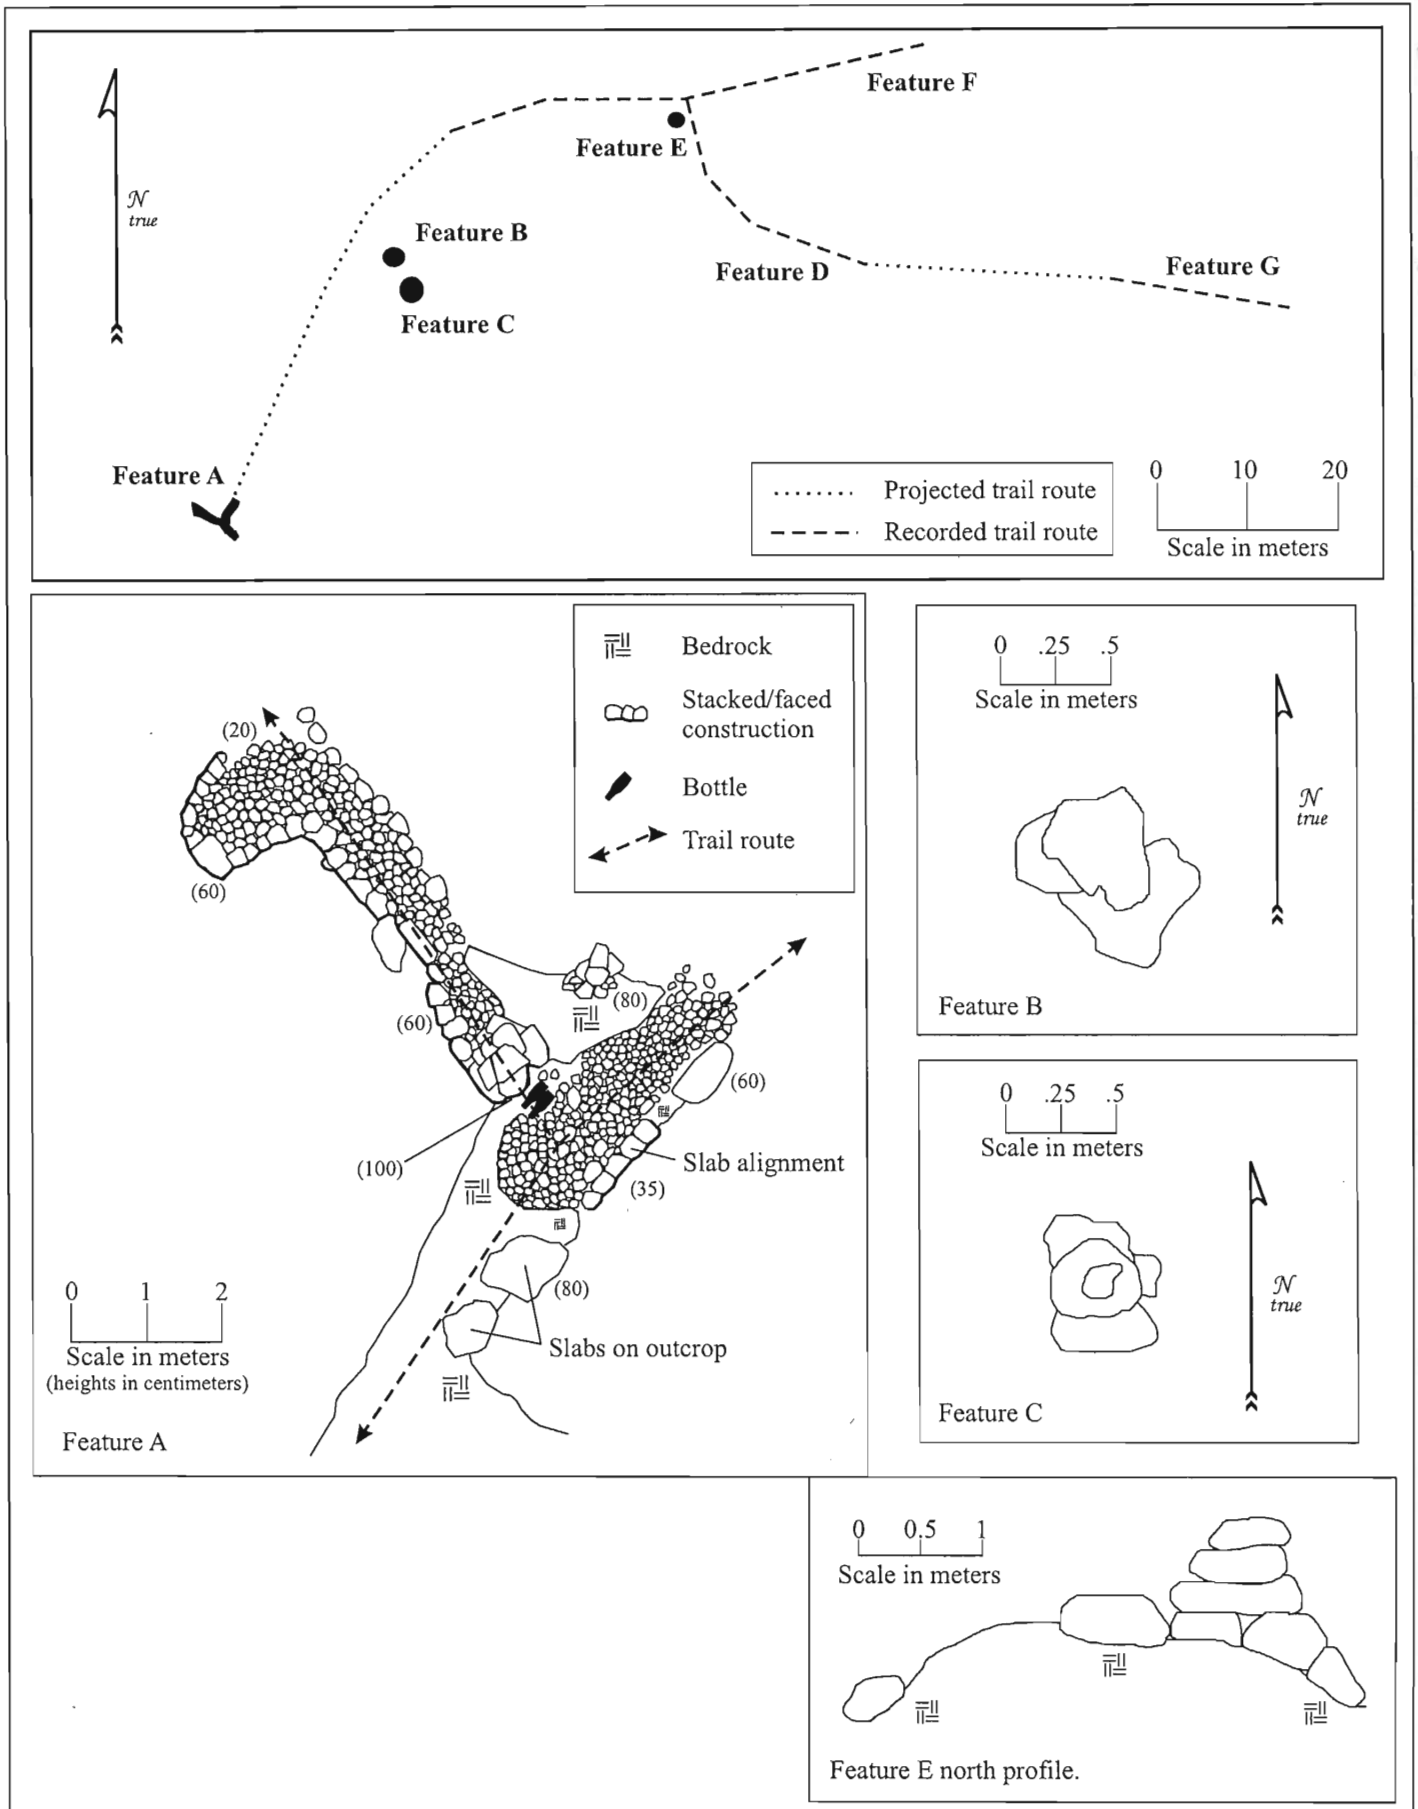 Feature F
Feature E
N
true
Feature B
Feature D
Feature G
Feature C
Feature A
Projected trail route
Recorded trail route
0 10 20
Scale in meters
Bedrock
Stacked/faced
construction
Bottle
Trail route
(20)
(60)
(60)
(80)
(60)
(100)
Slab alignment
(35)
(80)
Slabs on outcrop
0 1 2
Scale in meters
(heights in centimeters)
Feature A
0 .25 .5
Scale in meters
N
true
Feature B
0 .25 .5
Scale in meters
N
true
Feature C
0 0.5 1
Scale in meters
Feature E north profile.